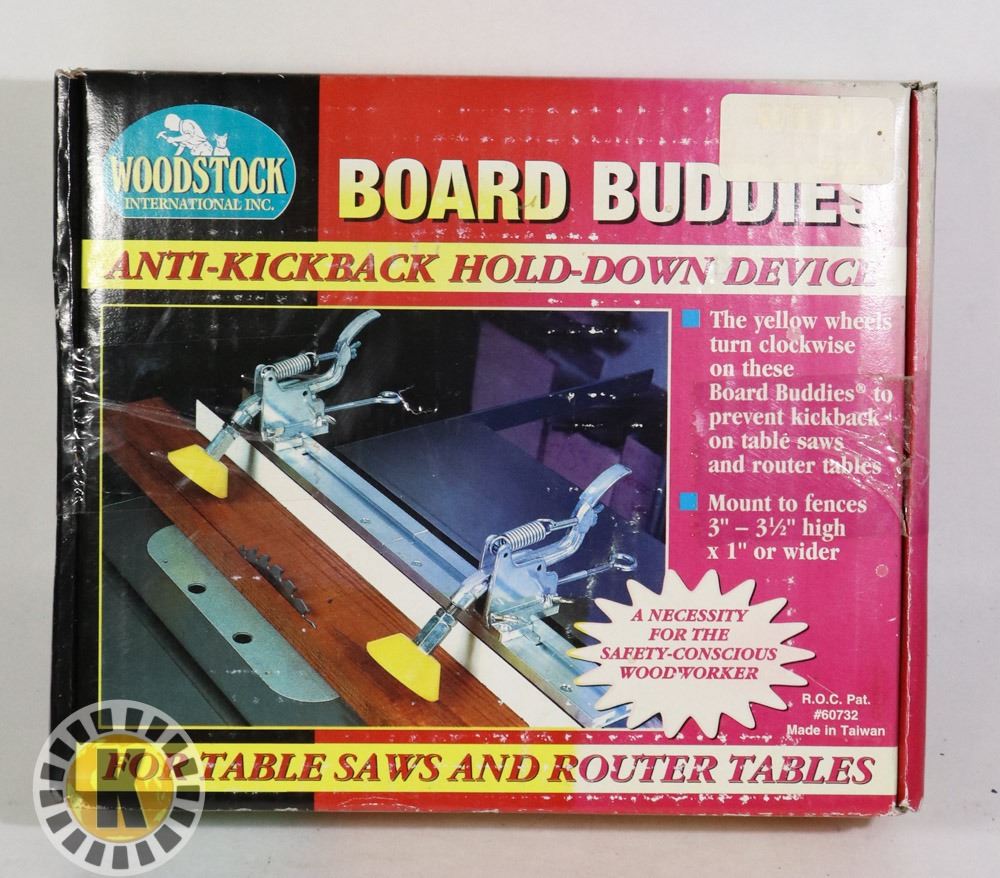 WOODSTOCK
INTERNATIONAL INC.
BOARD BUDDIES
ANTI-KICKBACK HOLD-DOWN DEVICE
The yellow wheels
turn clockwise
on these
Board Buddies® to
prevent kickback
on table saws
and router tables
Mount to fences
3" – 3½" high
x 1" or wider
A NECESSITY
FOR THE
SAFETY-CONSCIOUS
WOODWORKER
R.O.C. Pat.
#60732
Made in Taiwan
FOR TABLE SAWS AND ROUTER TABLES
K